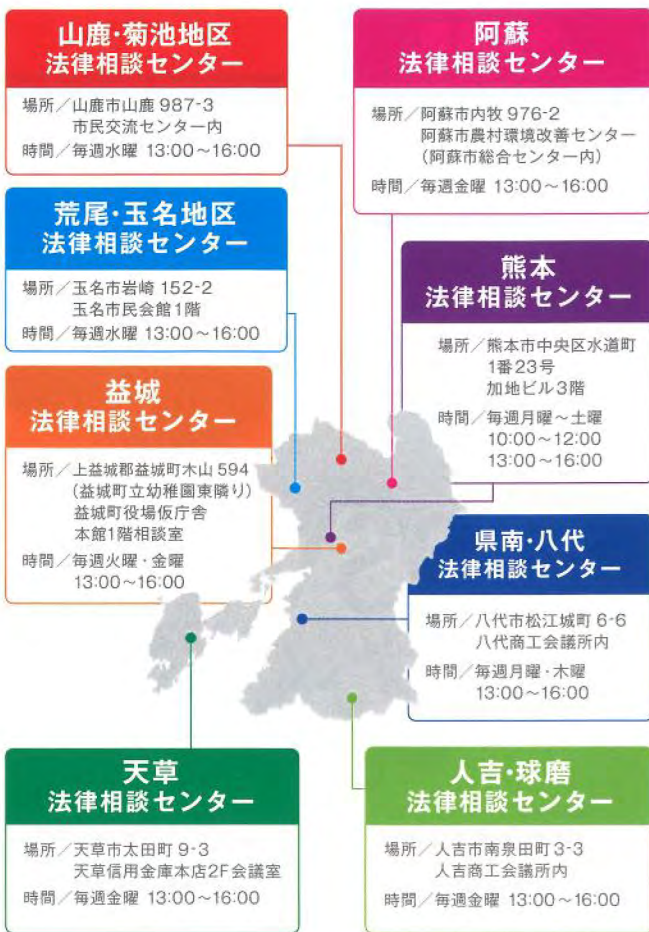 山鹿・菊池地区
法律相談センター
場所／山鹿市山鹿 987-3
市民交流センター内
時間／毎週水曜 13:00～16:00
阿蘇
法律相談センター
場所／阿蘇市内牧 976-2
阿蘇市農村環境改善センター
(阿蘇市総合センター内)
時間／毎週金曜 13:00～16:00
荒尾・玉名地区
法律相談センター
場所／玉名市岩崎 152-2
玉名市民会館1階
時間／毎週水曜 13:00～16:00
熊本
法律相談センター
場所／熊本市中央区水道町
1番23号
加地ビル3階
時間／毎週月曜～土曜
10:00～12:00
13:00～16:00
益城
法律相談センター
場所／上益城郡益城町木山 594
(益城町立幼稚園東隣り)
益城町役場仮庁舎
本館1階相談室
時間／毎週火曜・金曜
13:00～16:00
県南・八代
法律相談センター
場所／八代市松江城町 6-6
八代商工会議所内
時間／毎週月曜・木曜
13:00～16:00
天草
法律相談センター
場所／天草市太田町 9-3
天草信用金庫本店2F会議室
時間／毎週金曜 13:00～16:00
人吉・球磨
法律相談センター
場所／人吉市南泉田町 3-3
人吉商工会議所内
時間／毎週金曜 13:00～16:00